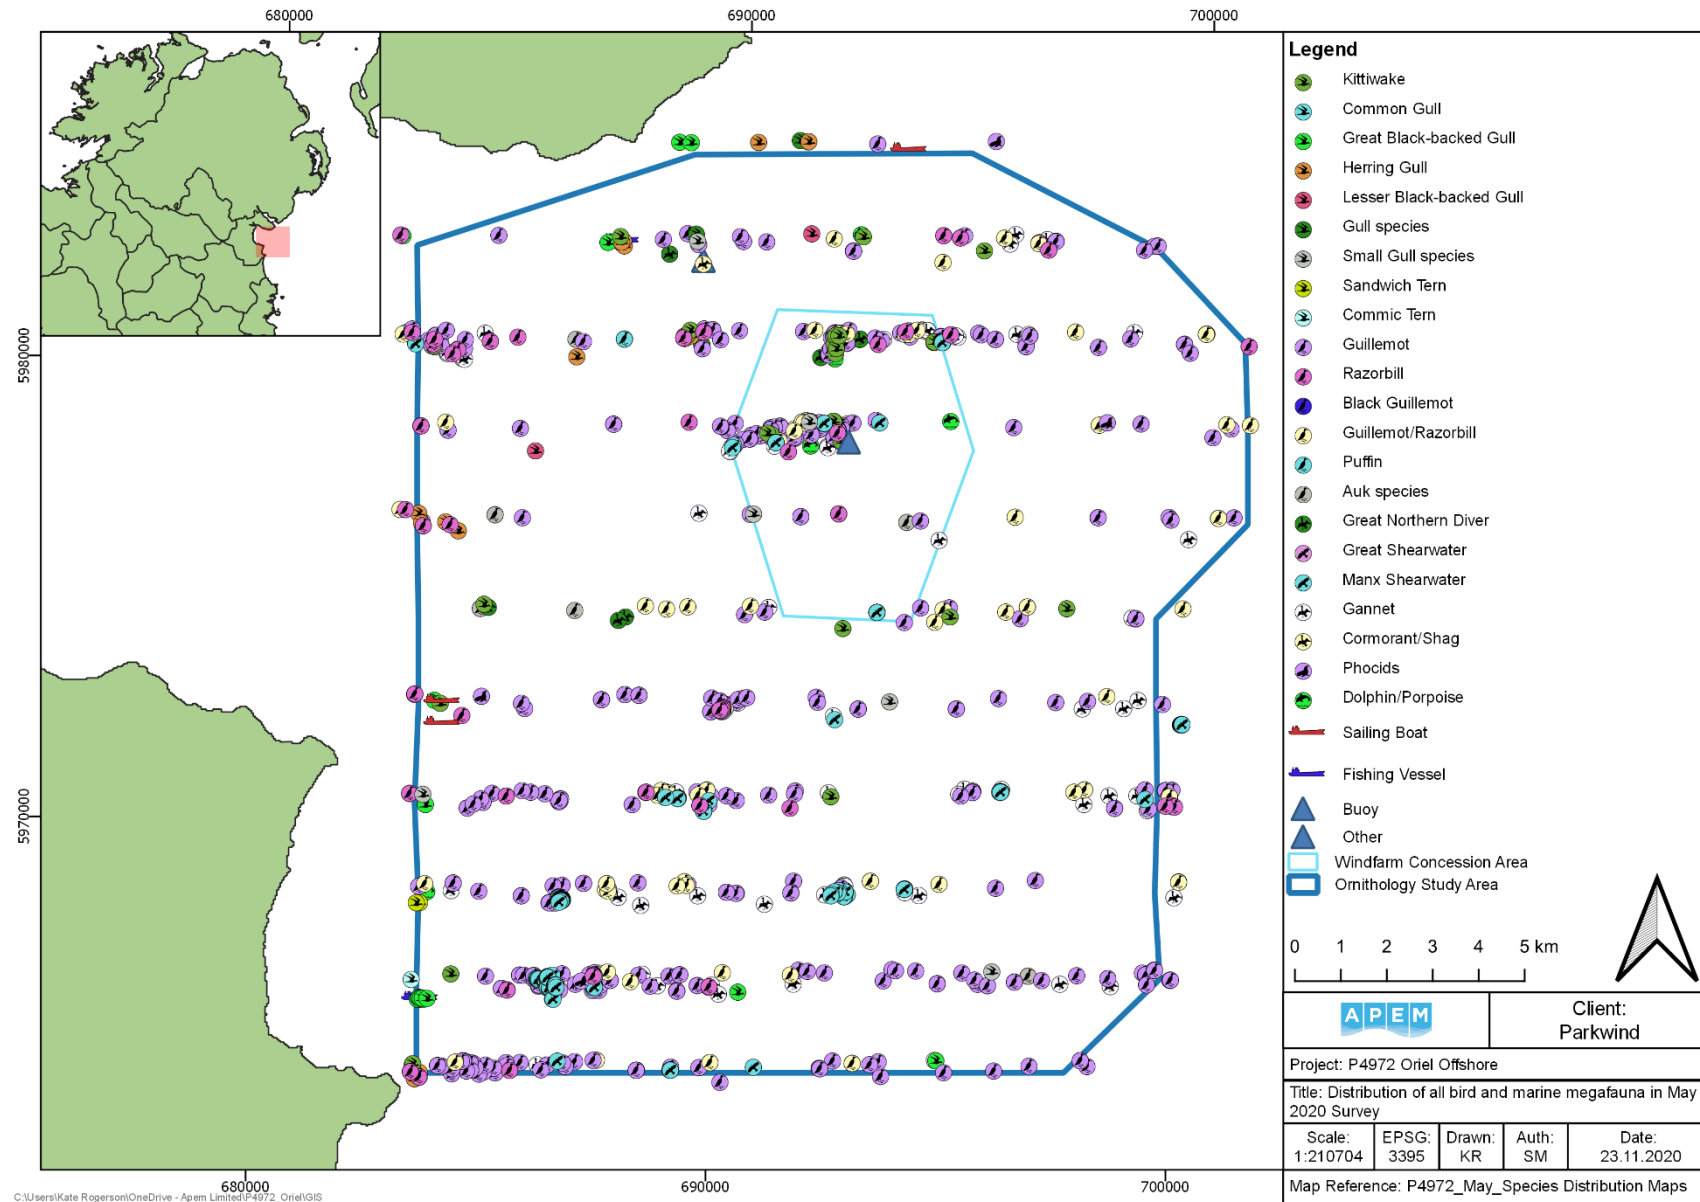 680000
690000
700000
5980000
5970000
Legend
Kittiwake
Common Gull
Great Black-backed Gull
Herring Gull
Lesser Black-backed Gull
Gull species
Small Gull species
Sandwich Tern
Commic Tern
Guillemot
Razorbill
Black Guillemot
Guillemot/Razorbill
Puffin
Auk species
Great Northern Diver
Great Shearwater
Manx Shearwater
Gannet
Cormorant/Shag
Phocids
Dolphin/Porpoise
Sailing Boat
Fishing Vessel
Buoy
Other
Windfarm Concession Area
Ornithology Study Area
0 1 2 3 4 5 km
APEM
Client:
Parkwind
Project: P4972 Oriel Offshore
Title: Distribution of all bird and marine megafauna in May
2020 Survey
Scale:
1:210704
EPSG:
3395
Drawn:
KR
Auth:
SM
Date:
23.11.2020
Map Reference: P4972_May_Species Distribution Maps
680000
690000
700000
C:\Users\Kate Rogerson\OneDrive - Apem Limited\P4972_Oriel\GIS